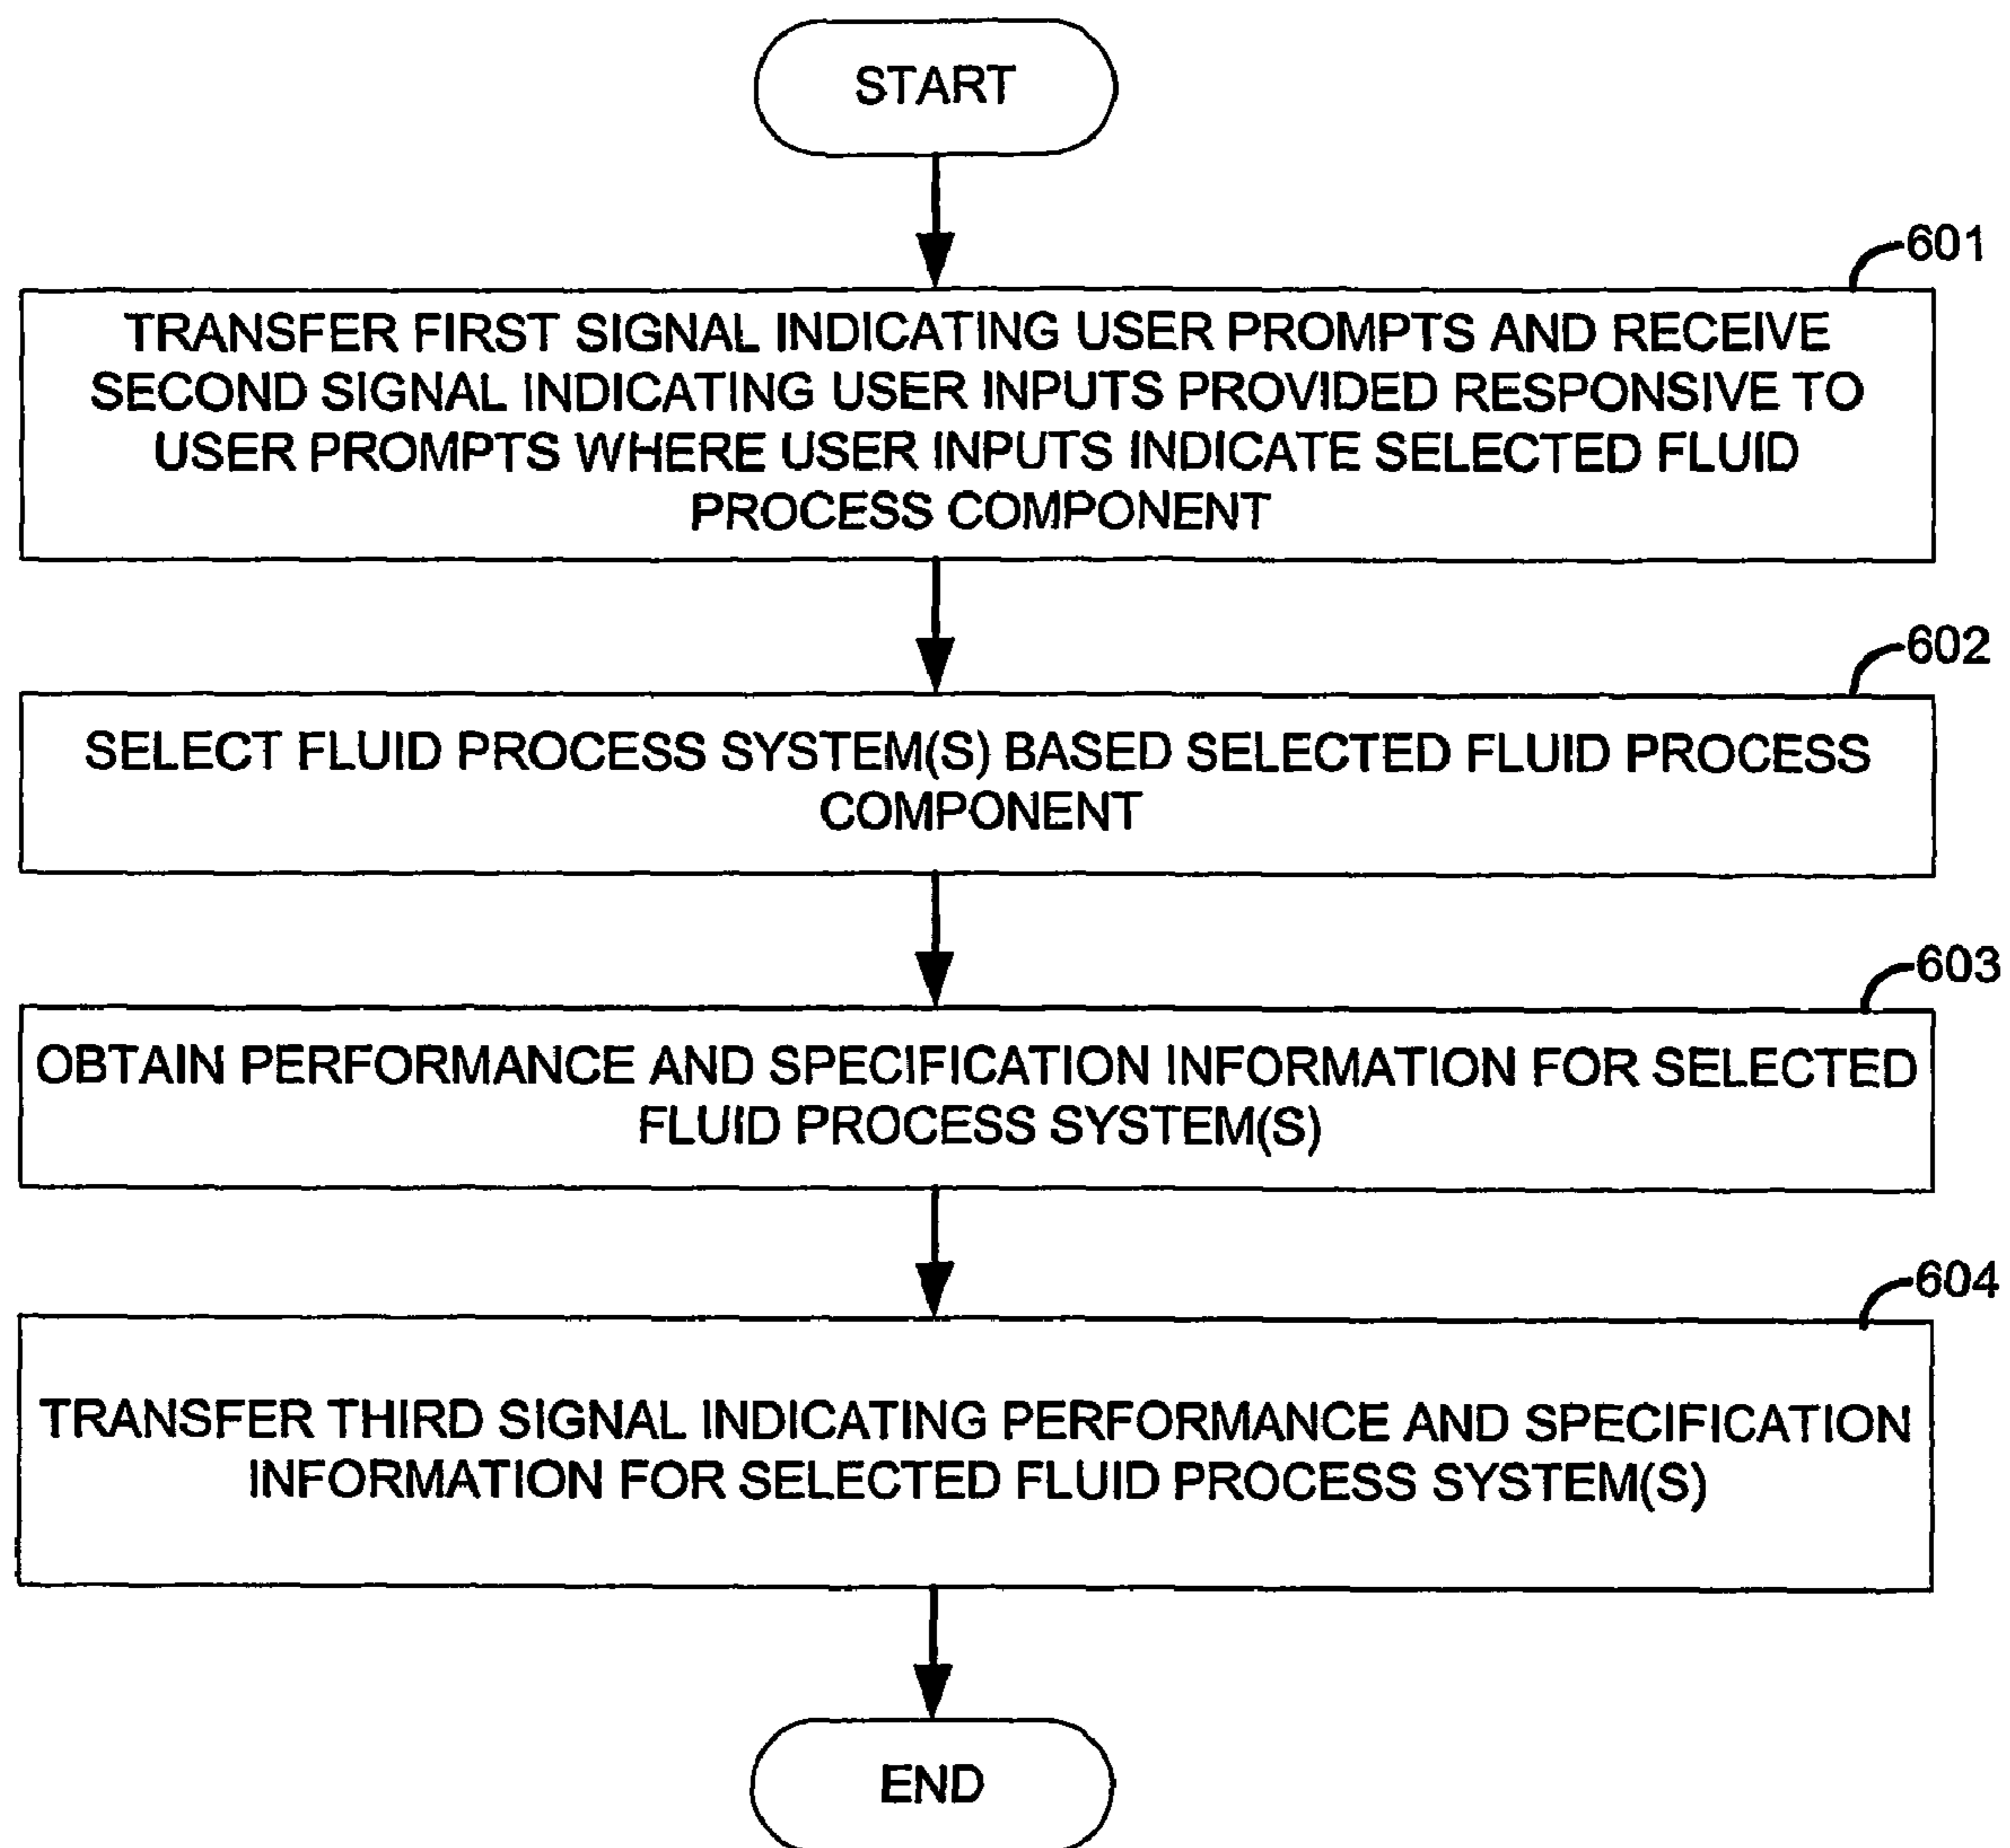 START
601
TRANSFER FIRST SIGNAL INDICATING USER PROMPTS AND RECEIVE
SECOND SIGNAL INDICATING USER INPUTS PROVIDED RESPONSIVE TO
USER PROMPTS WHERE USER INPUTS INDICATE SELECTED FLUID
PROCESS COMPONENT
602
SELECT FLUID PROCESS SYSTEM(S) BASED SELECTED FLUID PROCESS
COMPONENT
603
OBTAIN PERFORMANCE AND SPECIFICATION INFORMATION FOR SELECTED
FLUID PROCESS SYSTEM(S)
604
TRANSFER THIRD SIGNAL INDICATING PERFORMANCE AND SPECIFICATION
INFORMATION FOR SELECTED FLUID PROCESS SYSTEM(S)
END